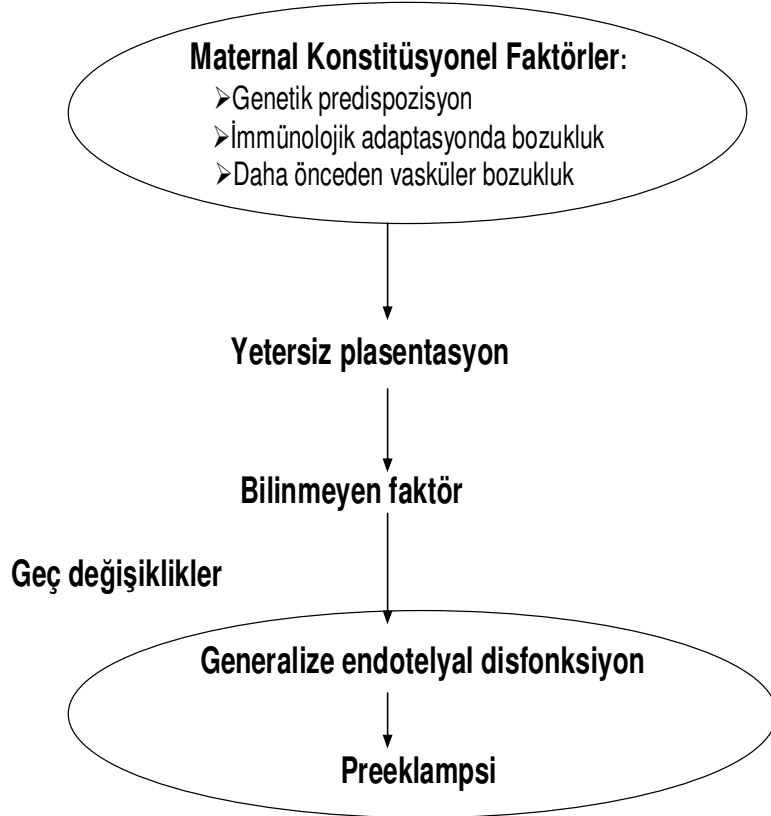 Maternal Konstitüsyonel Faktörler:
➢Genetik predispozisyon
➢İmmünolojik adaptasyonda bozukluk
➢Daha önceden vasküler bozukluk
Yetersiz plasentasyon
Bilinmeyen faktör
Geç değişiklikler
Generalize endotelyal disfonksiyon
Preeklampsi